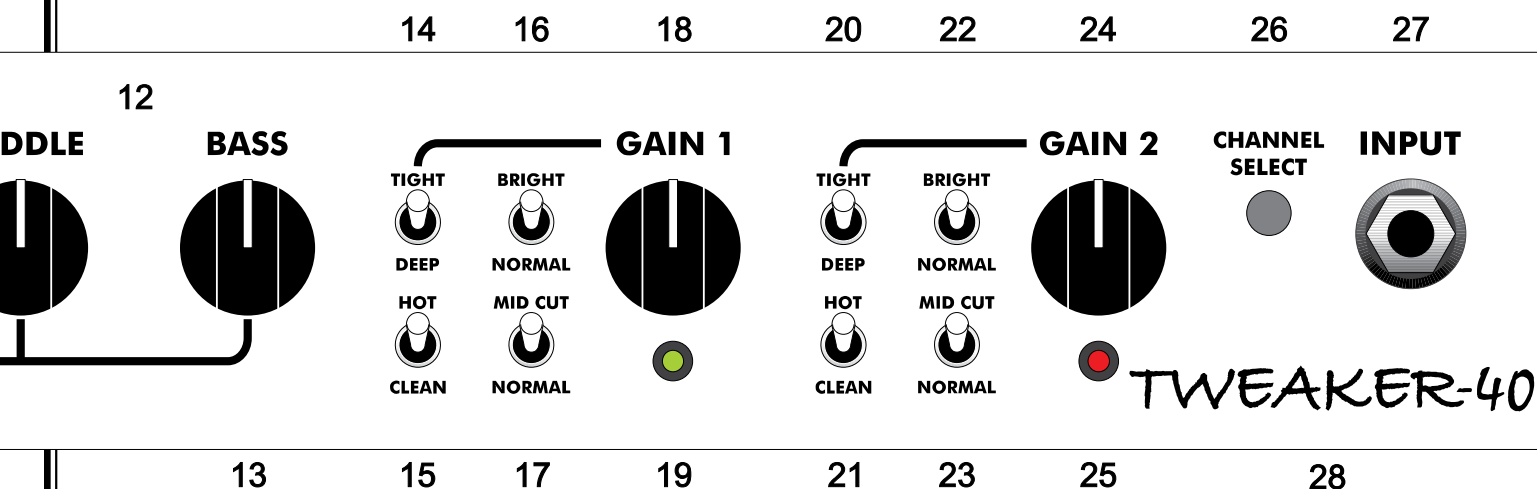 14 16 18 20 22 24 26 27
12
DDLE BASS GAIN 1 GAIN 2 CHANNEL SELECT INPUT
TIGHT BRIGHT TIGHT BRIGHT
DEEP NORMAL DEEP NORMAL
HOT MID CUT HOT MID CUT
CLEAN NORMAL CLEAN NORMAL
TWEAKER-40
13 15 17 19 21 23 25 28